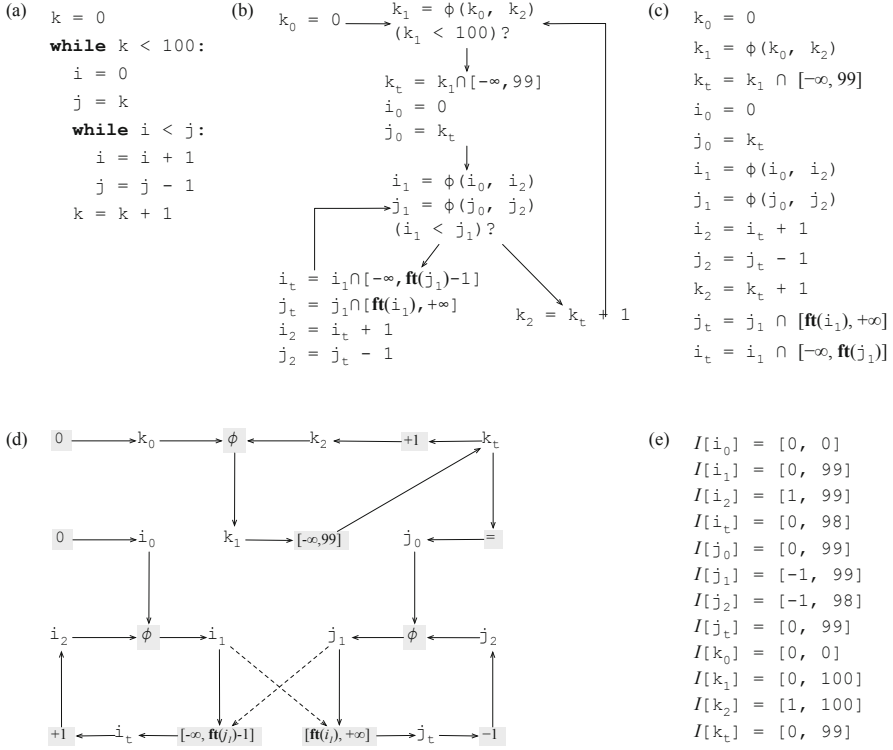 (a)
k = 0
while k < 100:
i = 0
j = k
while i < j:
i = i + 1
j = j - 1
k = k + 1
(b)
k₀ = 0
k₁ = ϕ(k₀, k₂)
(k₁ < 100)?
kₜ = k₁∩[-∞,99]
i₀ = 0
j₀ = kₜ
i₁ = ϕ(i₀, i₂)
j₁ = ϕ(j₀, j₂)
(i₁ < j₁)?
iₜ = i₁∩[-∞,ft(j₁)-1]
jₜ = j₁∩[ft(i₁),+∞]
i₂ = iₜ + 1
j₂ = jₜ - 1
k₂ = kₜ + 1
(c)
k₀ = 0
k₁ = ϕ(k₀, k₂)
kₜ = k₁ ∩ [−∞, 99]
i₀ = 0
j₀ = kₜ
i₁ = ϕ(i₀, i₂)
j₁ = ϕ(j₀, j₂)
i₂ = iₜ + 1
j₂ = jₜ - 1
k₂ = kₜ + 1
jₜ = j₁ ∩ [ft(i₁), +∞]
iₜ = i₁ ∩ [−∞, ft(j₁)]
(d)
0 k₀ ϕ k₂ +1 kₜ
0 i₀ k₁ [-∞,99] j₀ =
i₂ ϕ i₁ j₁ ϕ j₂
+1 iₜ [-∞, ft(j₁)-1] [ft(i₁), +∞] jₜ −1
(e)
I[i₀] = [0, 0]
I[i₁] = [0, 99]
I[i₂] = [1, 99]
I[iₜ] = [0, 98]
I[j₀] = [0, 99]
I[j₁] = [-1, 99]
I[j₂] = [-1, 98]
I[jₜ] = [0, 99]
I[k₀] = [0, 0]
I[k₁] = [0, 100]
I[k₂] = [1, 100]
I[kₜ] = [0, 99]